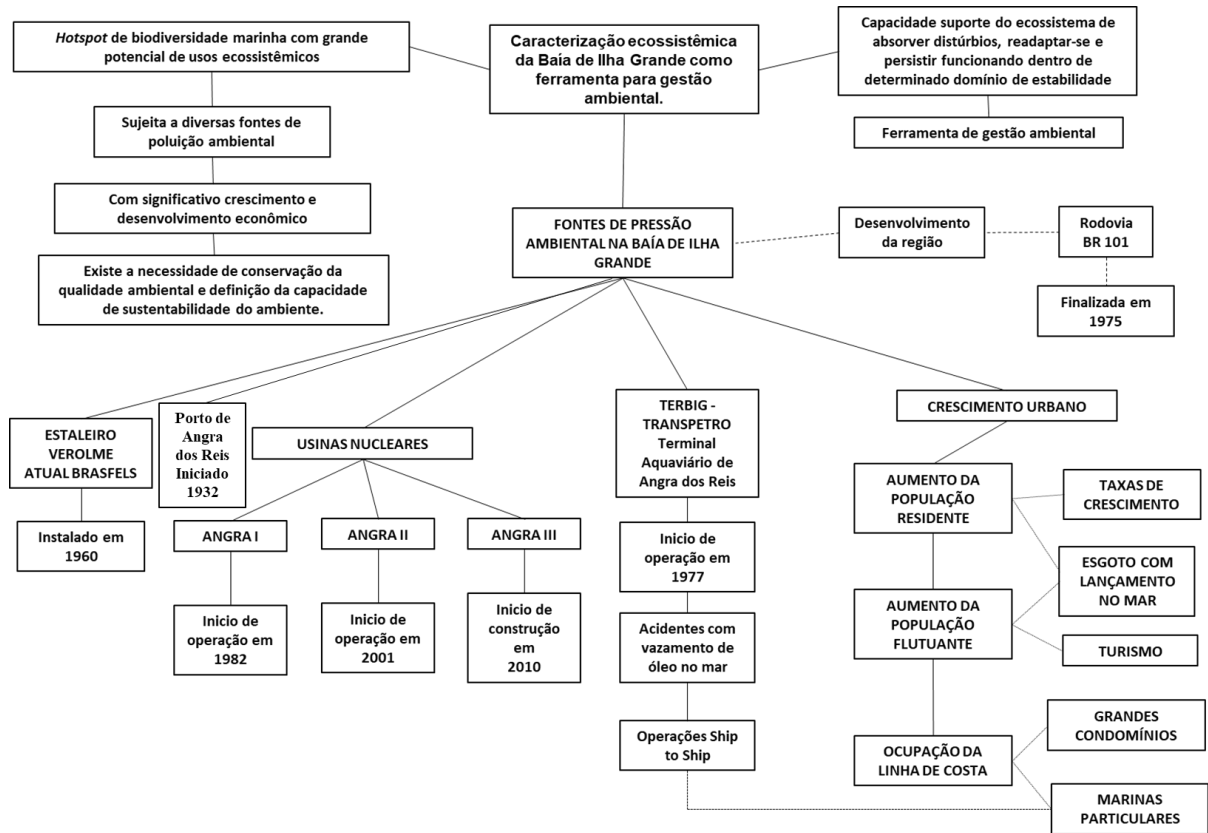 Hotspot de biodiversidade marinha com grande
potencial de usos ecossistêmicos
Caracterização ecossistêmica
da Baía de Ilha Grande como
ferramenta para gestão
ambiental.
Capacidade suporte do ecossistema de
absorver distúrbios, readaptar-se e
persistir funcionando dentro de
determinado domínio de estabilidade
Sujeita a diversas fontes de
poluição ambiental
Ferramenta de gestão ambiental
Com significativo crescimento e
desenvolvimento econômico
Existe a necessidade de conservação da
qualidade ambiental e definição da capacidade
de sustentabilidade do ambiente.
FONTES DE PRESSÃO
AMBIENTAL NA BAÍA DE ILHA
GRANDE
Desenvolvimento
da região
Rodovia
BR 101
Finalizada em
1975
ESTALEIRO
VEROLME
ATUAL BRASFELS
Instalado em
1960
Porto de
Angra
dos Reis
Iniciado
1932
USINAS NUCLEARES
ANGRA I
Inicio de
operação em
1982
ANGRA II
Inicio de
operação em
2001
ANGRA III
Inicio de
construção
em
2010
TERBIG -
TRANSPETRO
Terminal
Aquaviário de
Angra dos Reis
Inicio de
operação em
1977
Acidentes com
vazamento de
óleo no mar
Operações Ship
to Ship
CRESCIMENTO URBANO
AUMENTO DA
POPULAÇÃO
RESIDENTE
TAXAS DE
CRESCIMENTO
ESGOTO COM
LANÇAMENTO
NO MAR
AUMENTO DA
POPULAÇÃO
FLUTUANTE
TURISMO
OCUPAÇÃO DA
LINHA DE COSTA
GRANDES
CONDOMÍNIOS
MARINAS
PARTICULARES